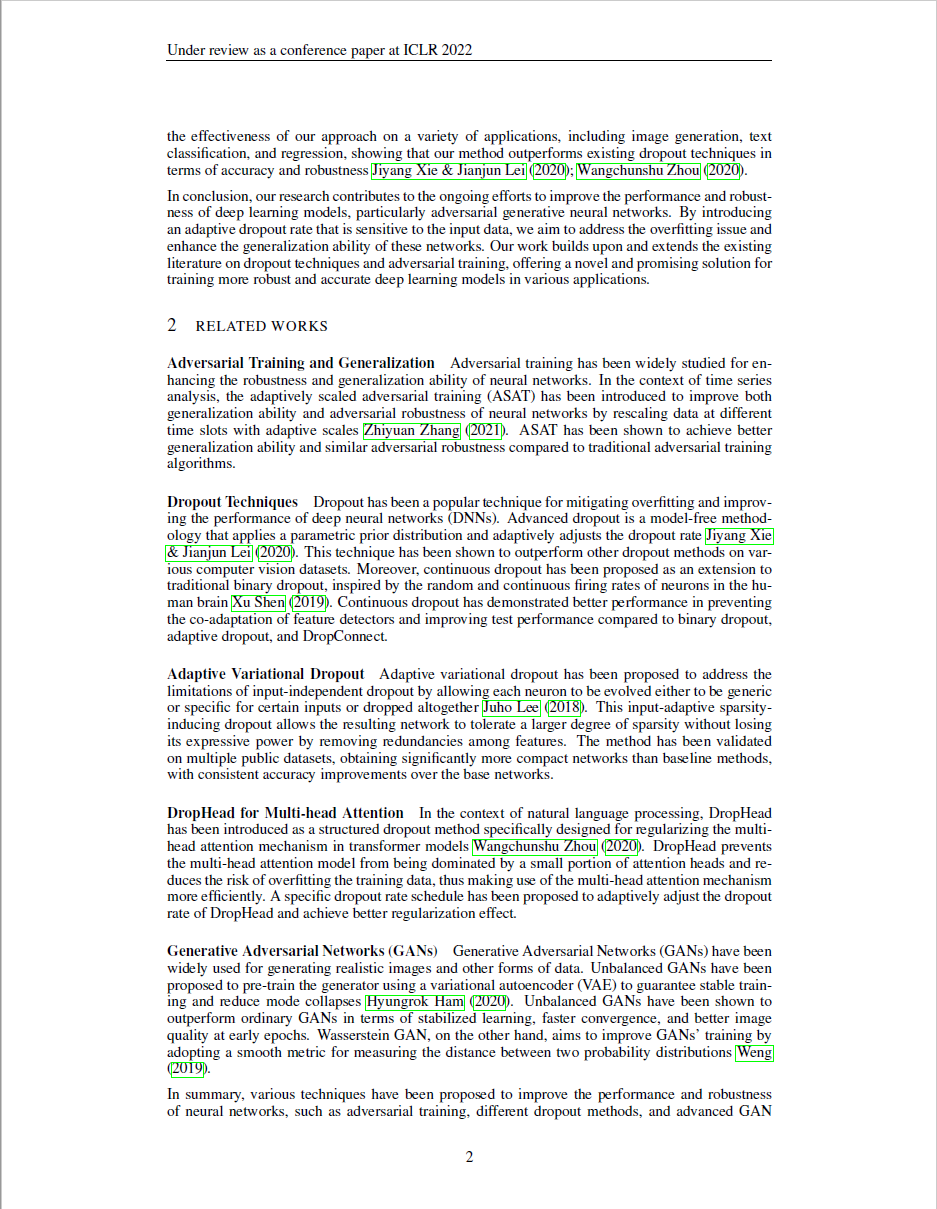 Under review as a conference paper at ICLR 2022
the effectiveness of our approach on a variety of applications, including image generation, text
classification, and regression, showing that our method outperforms existing dropout techniques in
terms of accuracy and robustness Jiyang Xie & Jianjun Lei (2020); Wangchunshu Zhou (2020).
In conclusion, our research contributes to the ongoing efforts to improve the performance and robust-
ness of deep learning models, particularly adversarial generative neural networks. By introducing
an adaptive dropout rate that is sensitive to the input data, we aim to address the overfitting issue and
enhance the generalization ability of these networks. Our work builds upon and extends the existing
literature on dropout techniques and adversarial training, offering a novel and promising solution for
training more robust and accurate deep learning models in various applications.
2 RELATED WORKS
Adversarial Training and Generalization Adversarial training has been widely studied for en-
hancing the robustness and generalization ability of neural networks. In the context of time series
analysis, the adaptively scaled adversarial training (ASAT) has been introduced to improve both
generalization ability and adversarial robustness of neural networks by rescaling data at different
time slots with adaptive scales Zhiyuan Zhang (2021). ASAT has been shown to achieve better
generalization ability and similar adversarial robustness compared to traditional adversarial training
algorithms.
Dropout Techniques Dropout has been a popular technique for mitigating overfitting and improv-
ing the performance of deep neural networks (DNNs). Advanced dropout is a model-free method-
ology that applies a parametric prior distribution and adaptively adjusts the dropout rate Jiyang Xie
& Jianjun Lei (2020). This technique has been shown to outperform other dropout methods on var-
ious computer vision datasets. Moreover, continuous dropout has been proposed as an extension to
traditional binary dropout, inspired by the random and continuous firing rates of neurons in the hu-
man brain Xu Shen (2019). Continuous dropout has demonstrated better performance in preventing
the co-adaptation of feature detectors and improving test performance compared to binary dropout,
adaptive dropout, and DropConnect.
Adaptive Variational Dropout Adaptive variational dropout has been proposed to address the
limitations of input-independent dropout by allowing each neuron to be evolved either to be generic
or specific for certain inputs or dropped altogether Juho Lee (2018). This input-adaptive sparsity-
inducing dropout allows the resulting network to tolerate a larger degree of sparsity without losing
its expressive power by removing redundancies among features. The method has been validated
on multiple public datasets, obtaining significantly more compact networks than baseline methods,
with consistent accuracy improvements over the base networks.
DropHead for Multi-head Attention In the context of natural language processing, DropHead
has been introduced as a structured dropout method specifically designed for regularizing the multi-
head attention mechanism in transformer models Wangchunshu Zhou (2020). DropHead prevents
the multi-head attention model from being dominated by a small portion of attention heads and re-
duces the risk of overfitting the training data, thus making use of the multi-head attention mechanism
more efficiently. A specific dropout rate schedule has been proposed to adaptively adjust the dropout
rate of DropHead and achieve better regularization effect.
Generative Adversarial Networks (GANs) Generative Adversarial Networks (GANs) have been
widely used for generating realistic images and other forms of data. Unbalanced GANs have been
proposed to pre-train the generator using a variational autoencoder (VAE) to guarantee stable train-
ing and reduce mode collapses Hyungrok Ham (2020). Unbalanced GANs have been shown to
outperform ordinary GANs in terms of stabilized learning, faster convergence, and better image
quality at early epochs. Wasserstein GAN, on the other hand, aims to improve GANs' training by
adopting a smooth metric for measuring the distance between two probability distributions Weng
(2019).
In summary, various techniques have been proposed to improve the performance and robustness
of neural networks, such as adversarial training, different dropout methods, and advanced GAN
2